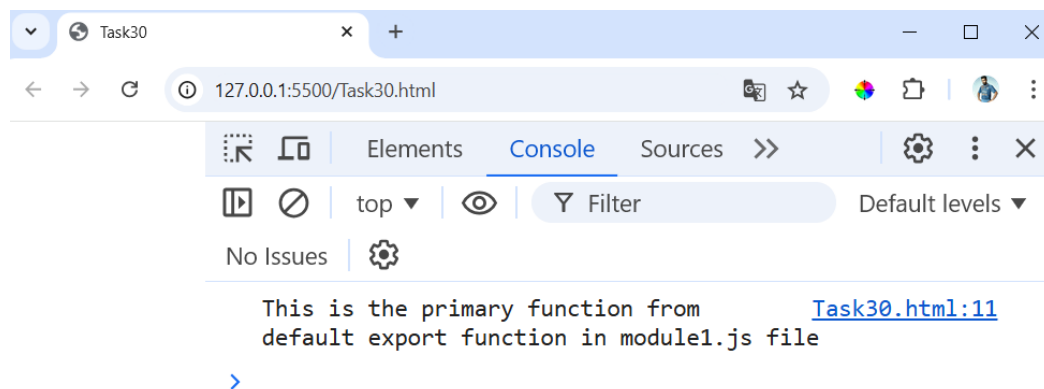 Task30
127.0.0.1:5500/Task30.html
Elements Console Sources
top Filter Default levels
No Issues
This is the primary function from Task30.html:11
default export function in module1.js file